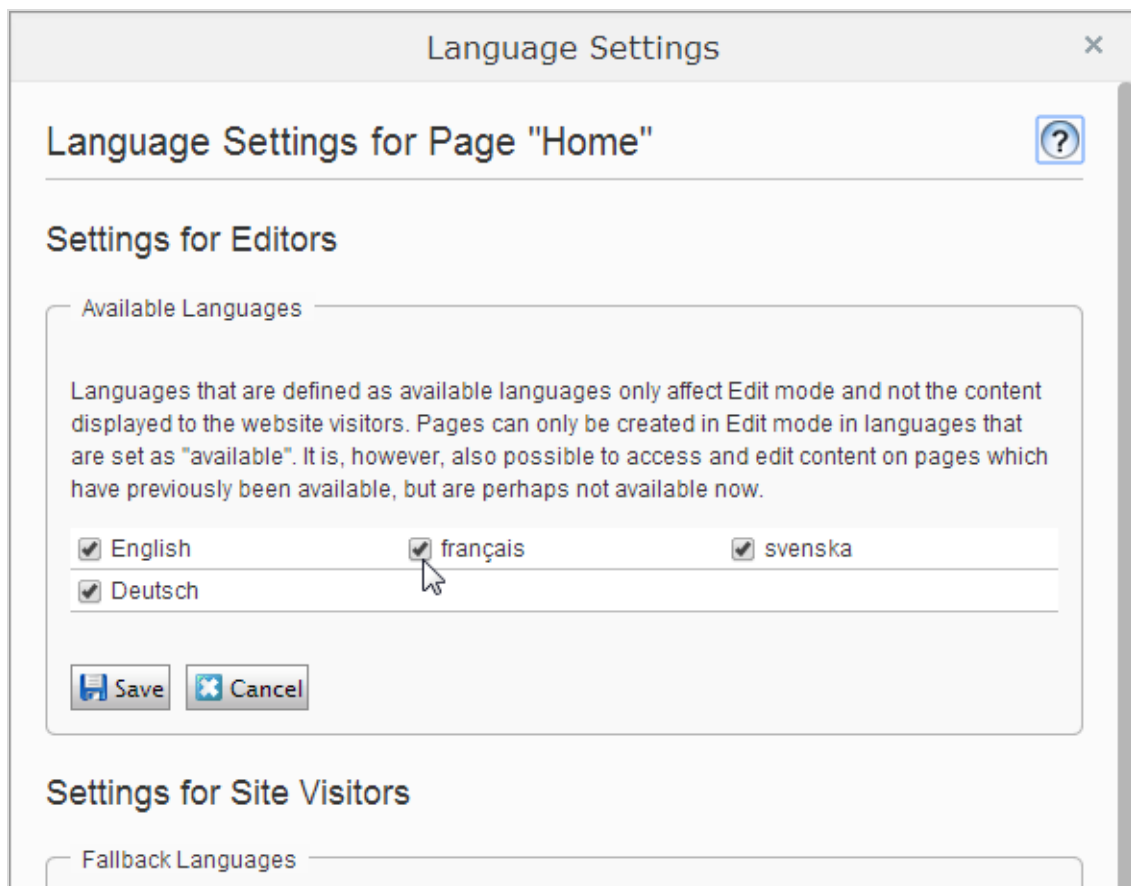 Language Settings
Language Settings for Page "Home"
Settings for Editors
Available Languages
Languages that are defined as available languages only affect Edit mode and not the content
displayed to the website visitors. Pages can only be created in Edit mode in languages that
are set as "available". It is, however, also possible to access and edit content on pages which
have previously been available, but are perhaps not available now.
English français svenska
Deutsch
Save Cancel
Settings for Site Visitors
Fallback Languages